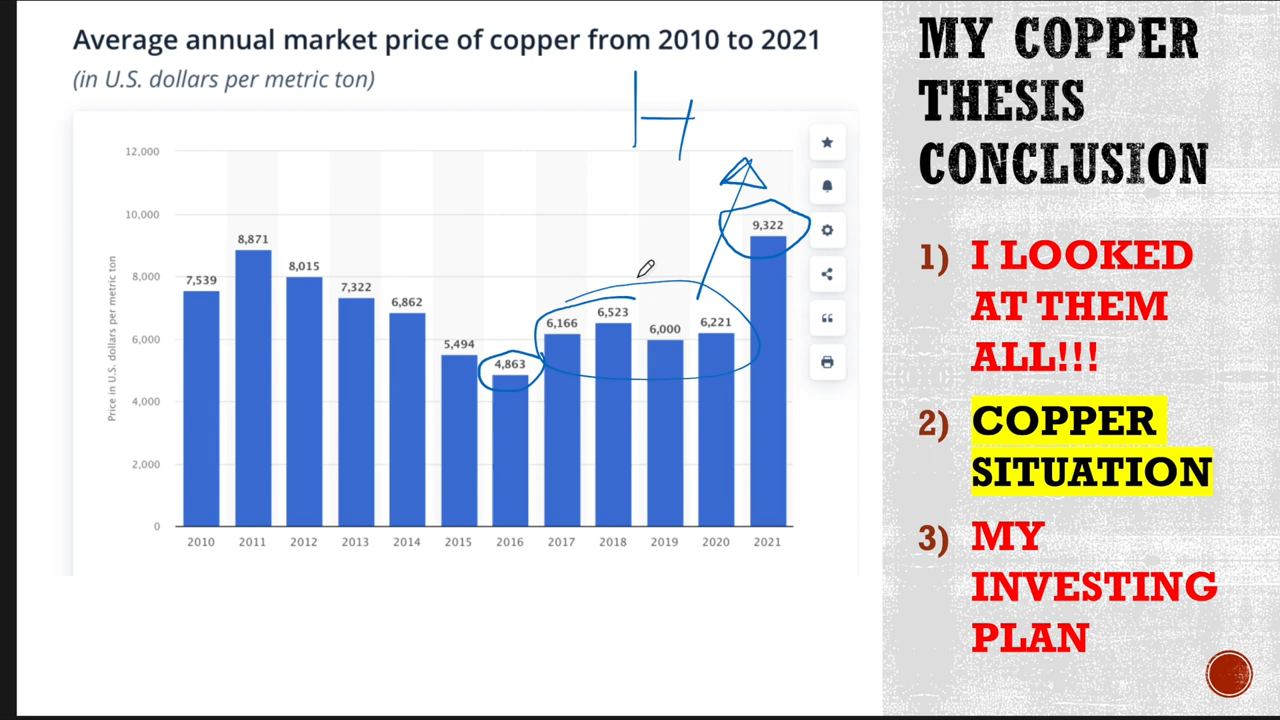 Average annual market price of copper from 2010 to 2021
(in U.S. dollars per metric ton)
Price in U.S. dollars per metric ton
12,000
10,000
8,000
6,000
4,000
2,000
0
7,539
8,871
8,015
7,322
6,862
5,494
4,863
6,166
6,523
6,000
6,221
9,322
2010 2011 2012 2013 2014 2015 2016 2017 2018 2019 2020 2021
MY COPPER
THESIS
CONCLUSION
1) I LOOKED
AT THEM
ALL!!!
2) COPPER
SITUATION
3) MY
INVESTING
PLAN